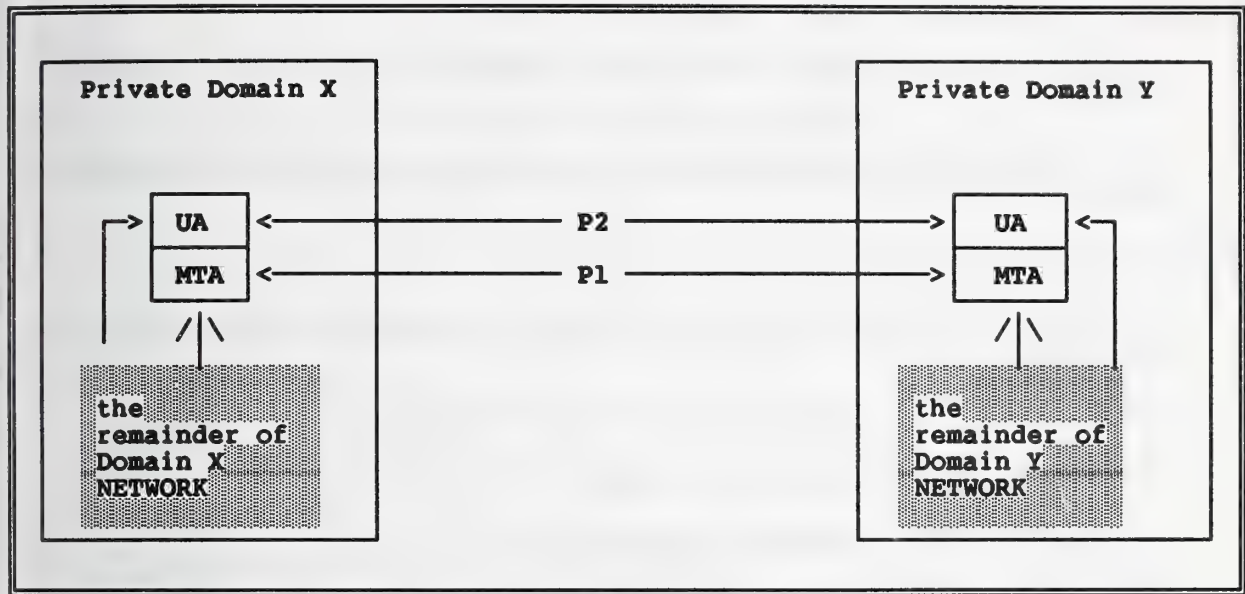 Private Domain X
Private Domain Y
UA
P2
UA
MTA
P1
MTA
the
remainder of
Domain X
NETWORK
the
remainder of
Domain Y
NETWORK